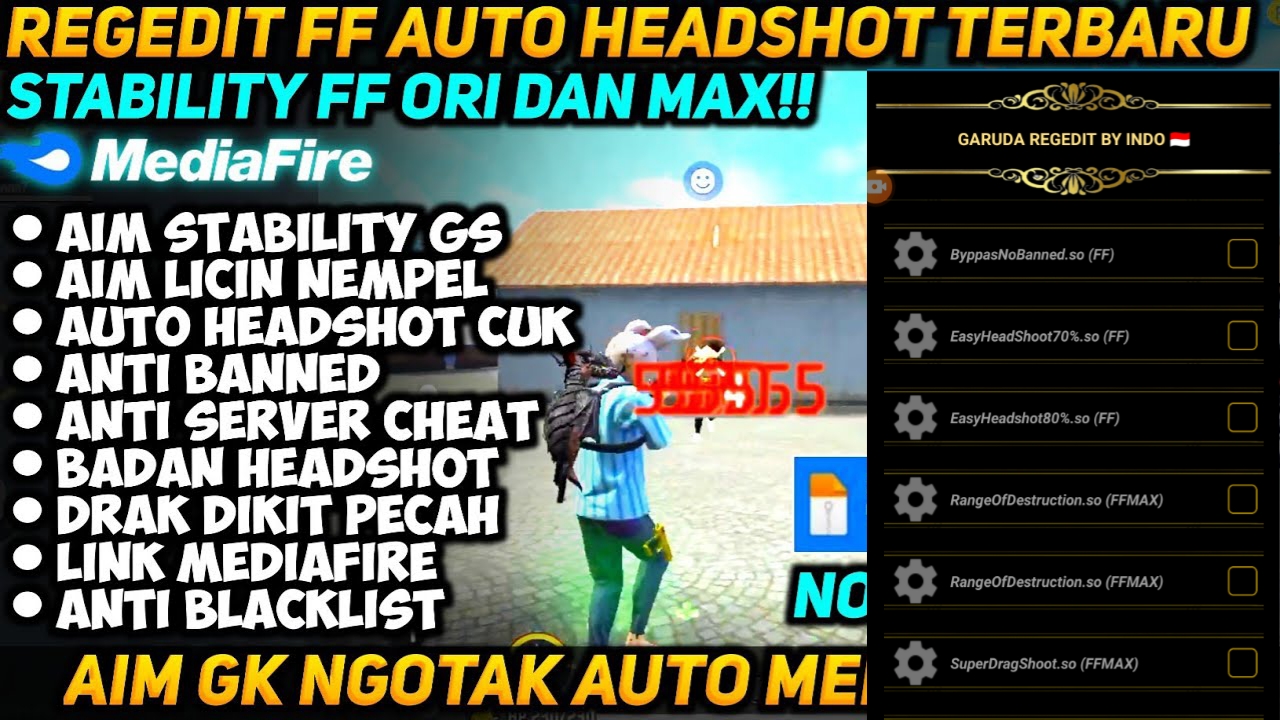 REGEDIT FF AUTO HEADSHOT TERBARU
STABILITY FF ORI DAN MAX!!
MediaFire
• AIM STABILITY GS
• AIM LICIN NEMPEL
• AUTO HEADSHOT CUK
• ANTI BANNED
• ANTI SERVER CHEAT
• BADAN HEADSHOT
• DRAK DIKIT PECAH
• LINK MEDIAFIRE
• ANTI BLACKLIST
NO
AIM GK NGOTAK AUTO ME
GARUDA REGEDIT BY INDO 🇮🇩
ByppasNoBanned.so (FF)
EasyHeadShoot70%.so (FF)
EasyHeadshot80%.so (FF)
RangeOfDestruction.so (FFMAX)
RangeOfDestruction.so (FFMAX)
SuperDragShoot.so (FFMAX)